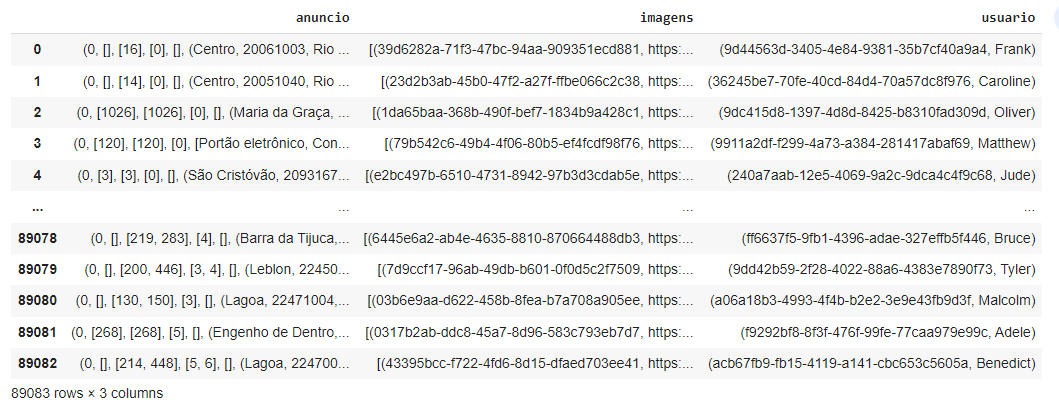 anuncio imagens usuario
0 (0, [], [16], [0], [], (Centro, 20061003, Rio ... [(39d6282a-71f3-47bc-94aa-909351ecd881, https:... (9d44563d-3405-4e84-9381-35b7cf40a9a4, Frank)
1 (0, [], [14], [0], [], (Centro, 20051040, Rio ... [(23d2b3ab-45b0-47f2-a27f-ffbe066c2c38, https:... (36245be7-70fe-40cd-84d4-70a57dc8f976, Caroline)
2 (0, [1026], [1026], [0], [], (Maria da Graça, ... [(1da65baa-368b-490f-bef7-1834b9a428c1, https:... (9dc415d8-1397-4d8d-8425-b8310fad309d, Oliver)
3 (0, [120], [120], [0], [Portão eletrônico, Con... [(79b542c6-49b4-4f06-80b5-ef4fcdf98f76, https:... (9911a2df-f299-4a73-a384-281417abaf69, Matthew)
4 (0, [3], [3], [0], [], (São Cristóvão, 2093167... [(e2bc497b-6510-4731-8942-97b3d3cdab5e, https:... (240a7aab-12e5-4069-9a2c-9dca4c4f9c68, Jude)
... ... ... ...
89078 (0, [], [219, 283], [4], [], (Barra da Tijuca,... [(6445e6a2-ab4e-4635-8810-870664488db3, https:... (ff6637f5-9fb1-4396-adae-327effb5f446, Bruce)
89079 (0, [], [200, 446], [3, 4], [], (Leblon, 22450... [(7d9ccf17-96ab-49db-b601-0f0d5c2f7509, https:... (9dd42b59-2f28-4022-88a6-4383e7890f73, Tyler)
89080 (0, [], [130, 150], [3], [], (Lagoa, 22471004,... [(03b6e9aa-d622-458b-8fea-b7a708a905ee, https:... (a06a18b3-4993-4f4b-b2e2-3e9e43fb9d3f, Malcolm)
89081 (0, [268], [268], [5], [], (Engenho de Dentro,... [(0317b2ab-ddc8-45a7-8d96-583c793eb7d7, https:... (f9292bf8-8f3f-476f-99fe-77caa979e99c, Adele)
89082 (0, [], [214, 448], [5, 6], [], (Lagoa, 224700... [(43395bcc-f722-4fd6-8d15-dfaed703ee41, https:... (acb67fb9-fb15-4119-a141-cbc653c5605a, Benedict)
89083 rows × 3 columns